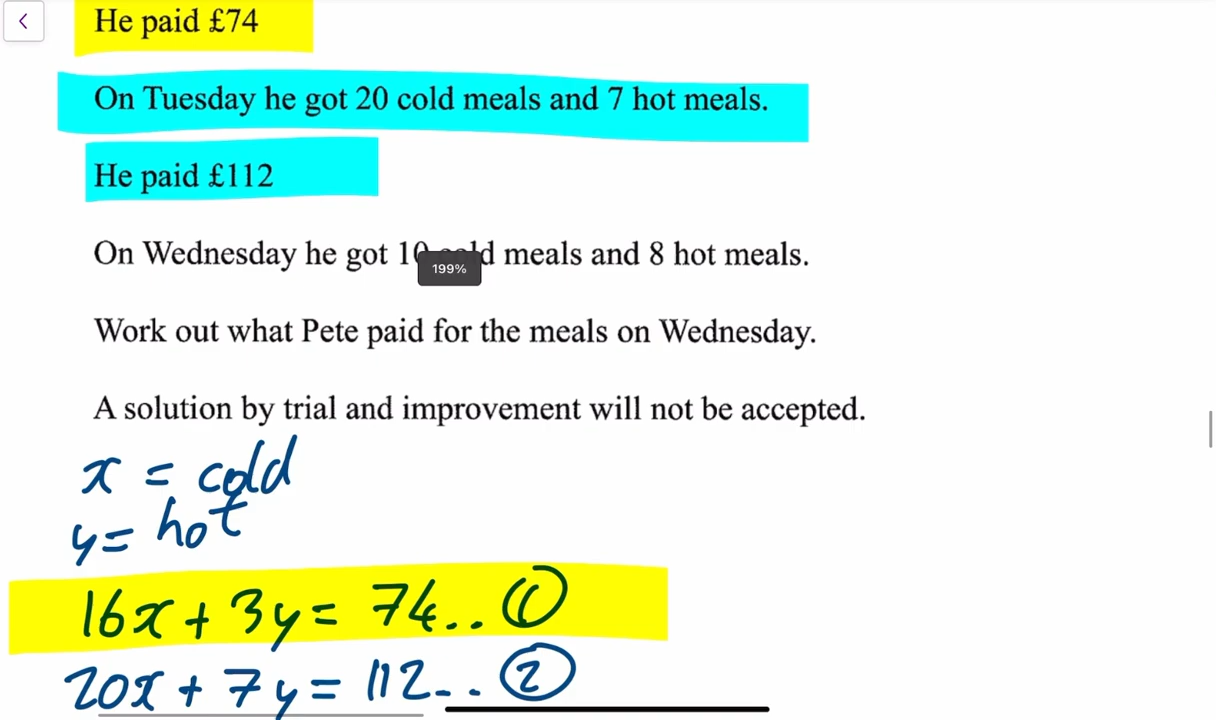 He paid £74
On Tuesday he got 20 cold meals and 7 hot meals.
He paid £112
On Wednesday he got 10 cold meals and 8 hot meals.
199%
Work out what Pete paid for the meals on Wednesday.
A solution by trial and improvement will not be accepted.
x = cold
y = hot
16x + 3y = 74.. ①
20x + 7y = 112.. ②